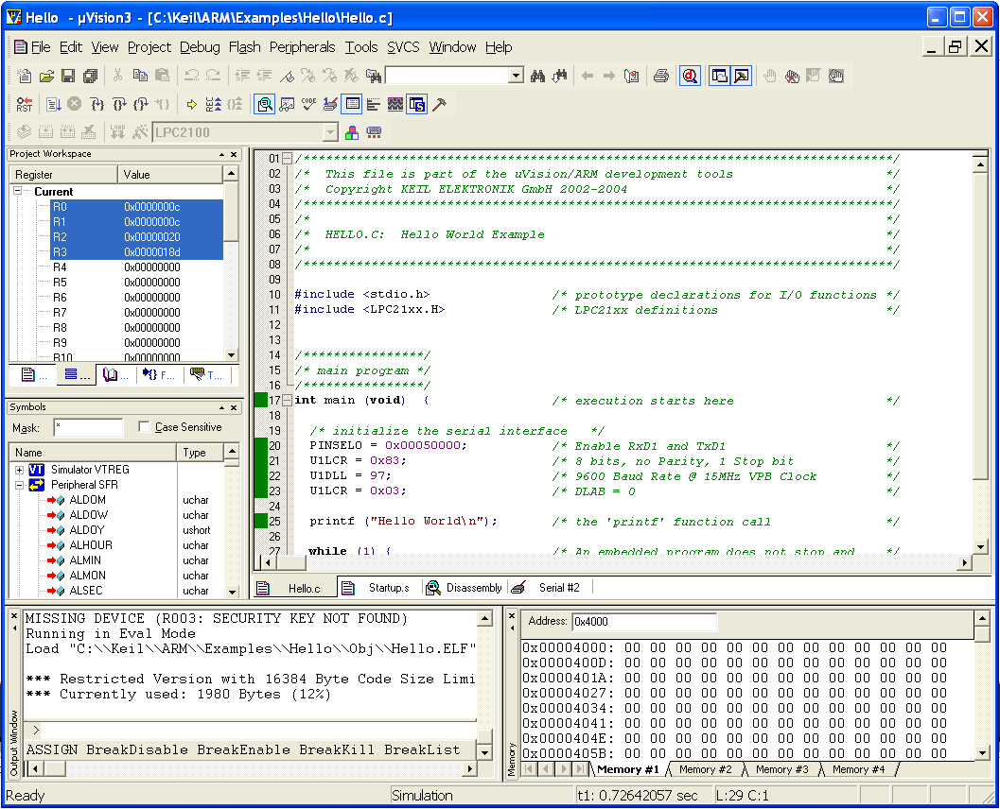 Hello - µVision3 - [C:\Keil\ARM\Examples\Hello\Hello.c]
File Edit View Project Debug Flash Peripherals Tools SVCS Window Help
RST CODE
LOAD LPC2100
Project Workspace
Register Value
Current
R0 0x0000000c
R1 0x0000000c
R2 0x00000020
R3 0x0000018d
R4 0x00000000
R5 0x00000000
R6 0x00000000
R7 0x00000000
R8 0x00000000
R9 0x00000000
R10 0x00000000
... ... ... F... T...
Symbols
Mask: * Case Sensitive
Name Type
VT Simulator VTREG
Peripheral SFR
ALDOM uchar
ALDOW uchar
ALDOY ushort
ALHOUR uchar
ALMIN uchar
ALMON uchar
ALSEC uchar
01 /*******************************************************************************/
02 /* This file is part of the uVision/ARM development tools */
03 /* Copyright KEIL ELEKTRONIK GmbH 2002-2004 */
04 /*******************************************************************************/
05 /* */
06 /* HELLO.C: Hello World Example */
07 /* */
08 /*******************************************************************************/
09
10 #include <stdio.h> /* prototype declarations for I/O functions */
11 #include <LPC21xx.H> /* LPC21xx definitions */
12
13
14 /****************/
15 /* main program */
16 /****************/
17 int main (void) { /* execution starts here */
18
19 /* initialize the serial interface */
20 PINSEL0 = 0x00050000; /* Enable RxD1 and TxD1 */
21 U1LCR = 0x83; /* 8 bits, no Parity, 1 Stop bit */
22 U1DLL = 97; /* 9600 Baud Rate @ 15MHz VPB Clock */
23 U1LCR = 0x03; /* DLAB = 0 */
24
25 printf ("Hello World\n"); /* the 'printf' function call */
26
27 while (1) { /* An embedded program does not stop and */
Hello.c Startup.s Disassembly Serial #2
MISSING DEVICE (R003: SECURITY KEY NOT FOUND)
Running in Eval Mode
Load "C:\\Keil\\ARM\\Examples\\Hello\\Obj\\Hello.ELF"
*** Restricted Version with 16384 Byte Code Size Limi
*** Currently used: 1980 Bytes (12%)
>
ASSIGN BreakDisable BreakEnable BreakKill BreakList
Output Window
Address: 0x4000
0x00004000: 00 00 00 00 00 00 00 00 00 00 00 00 00
0x0000400D: 00 00 00 00 00 00 00 00 00 00 00 00 00
0x0000401A: 00 00 00 00 00 00 00 00 00 00 00 00 00
0x00004027: 00 00 00 00 00 00 00 00 00 00 00 00 00
0x00004034: 00 00 00 00 00 00 00 00 00 00 00 00 00
0x00004041: 00 00 00 00 00 00 00 00 00 00 00 00 00
0x0000404E: 00 00 00 00 00 00 00 00 00 00 00 00 00
0x0000405B: 00 00 00 00 00 00 00 00 00 00 00 00 00
Memory #1 Memory #2 Memory #3 Memory #4
Memory
Ready Simulation t1: 0.72642057 sec L:29 C:1